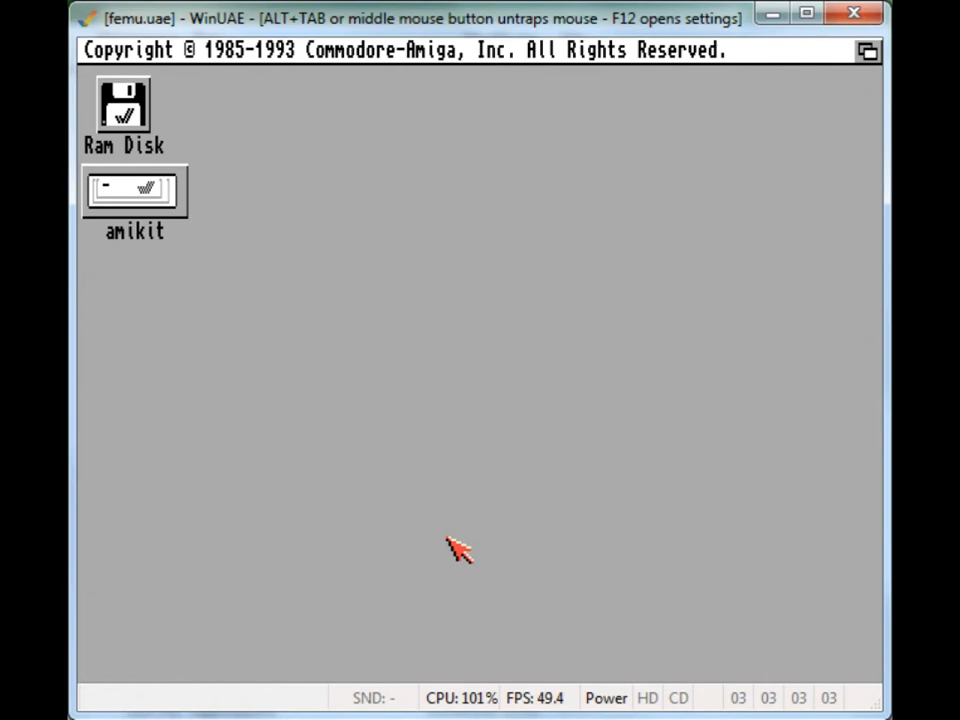 [femu.uae] - WinUAE - [ALT+TAB or middle mouse button untraps mouse - F12 opens settings]
Copyright © 1985-1993 Commodore-Amiga, Inc. All Rights Reserved.
Ram Disk
amikit
SND: - CPU: 101% FPS: 49.4 Power HD CD 03 03 03 03